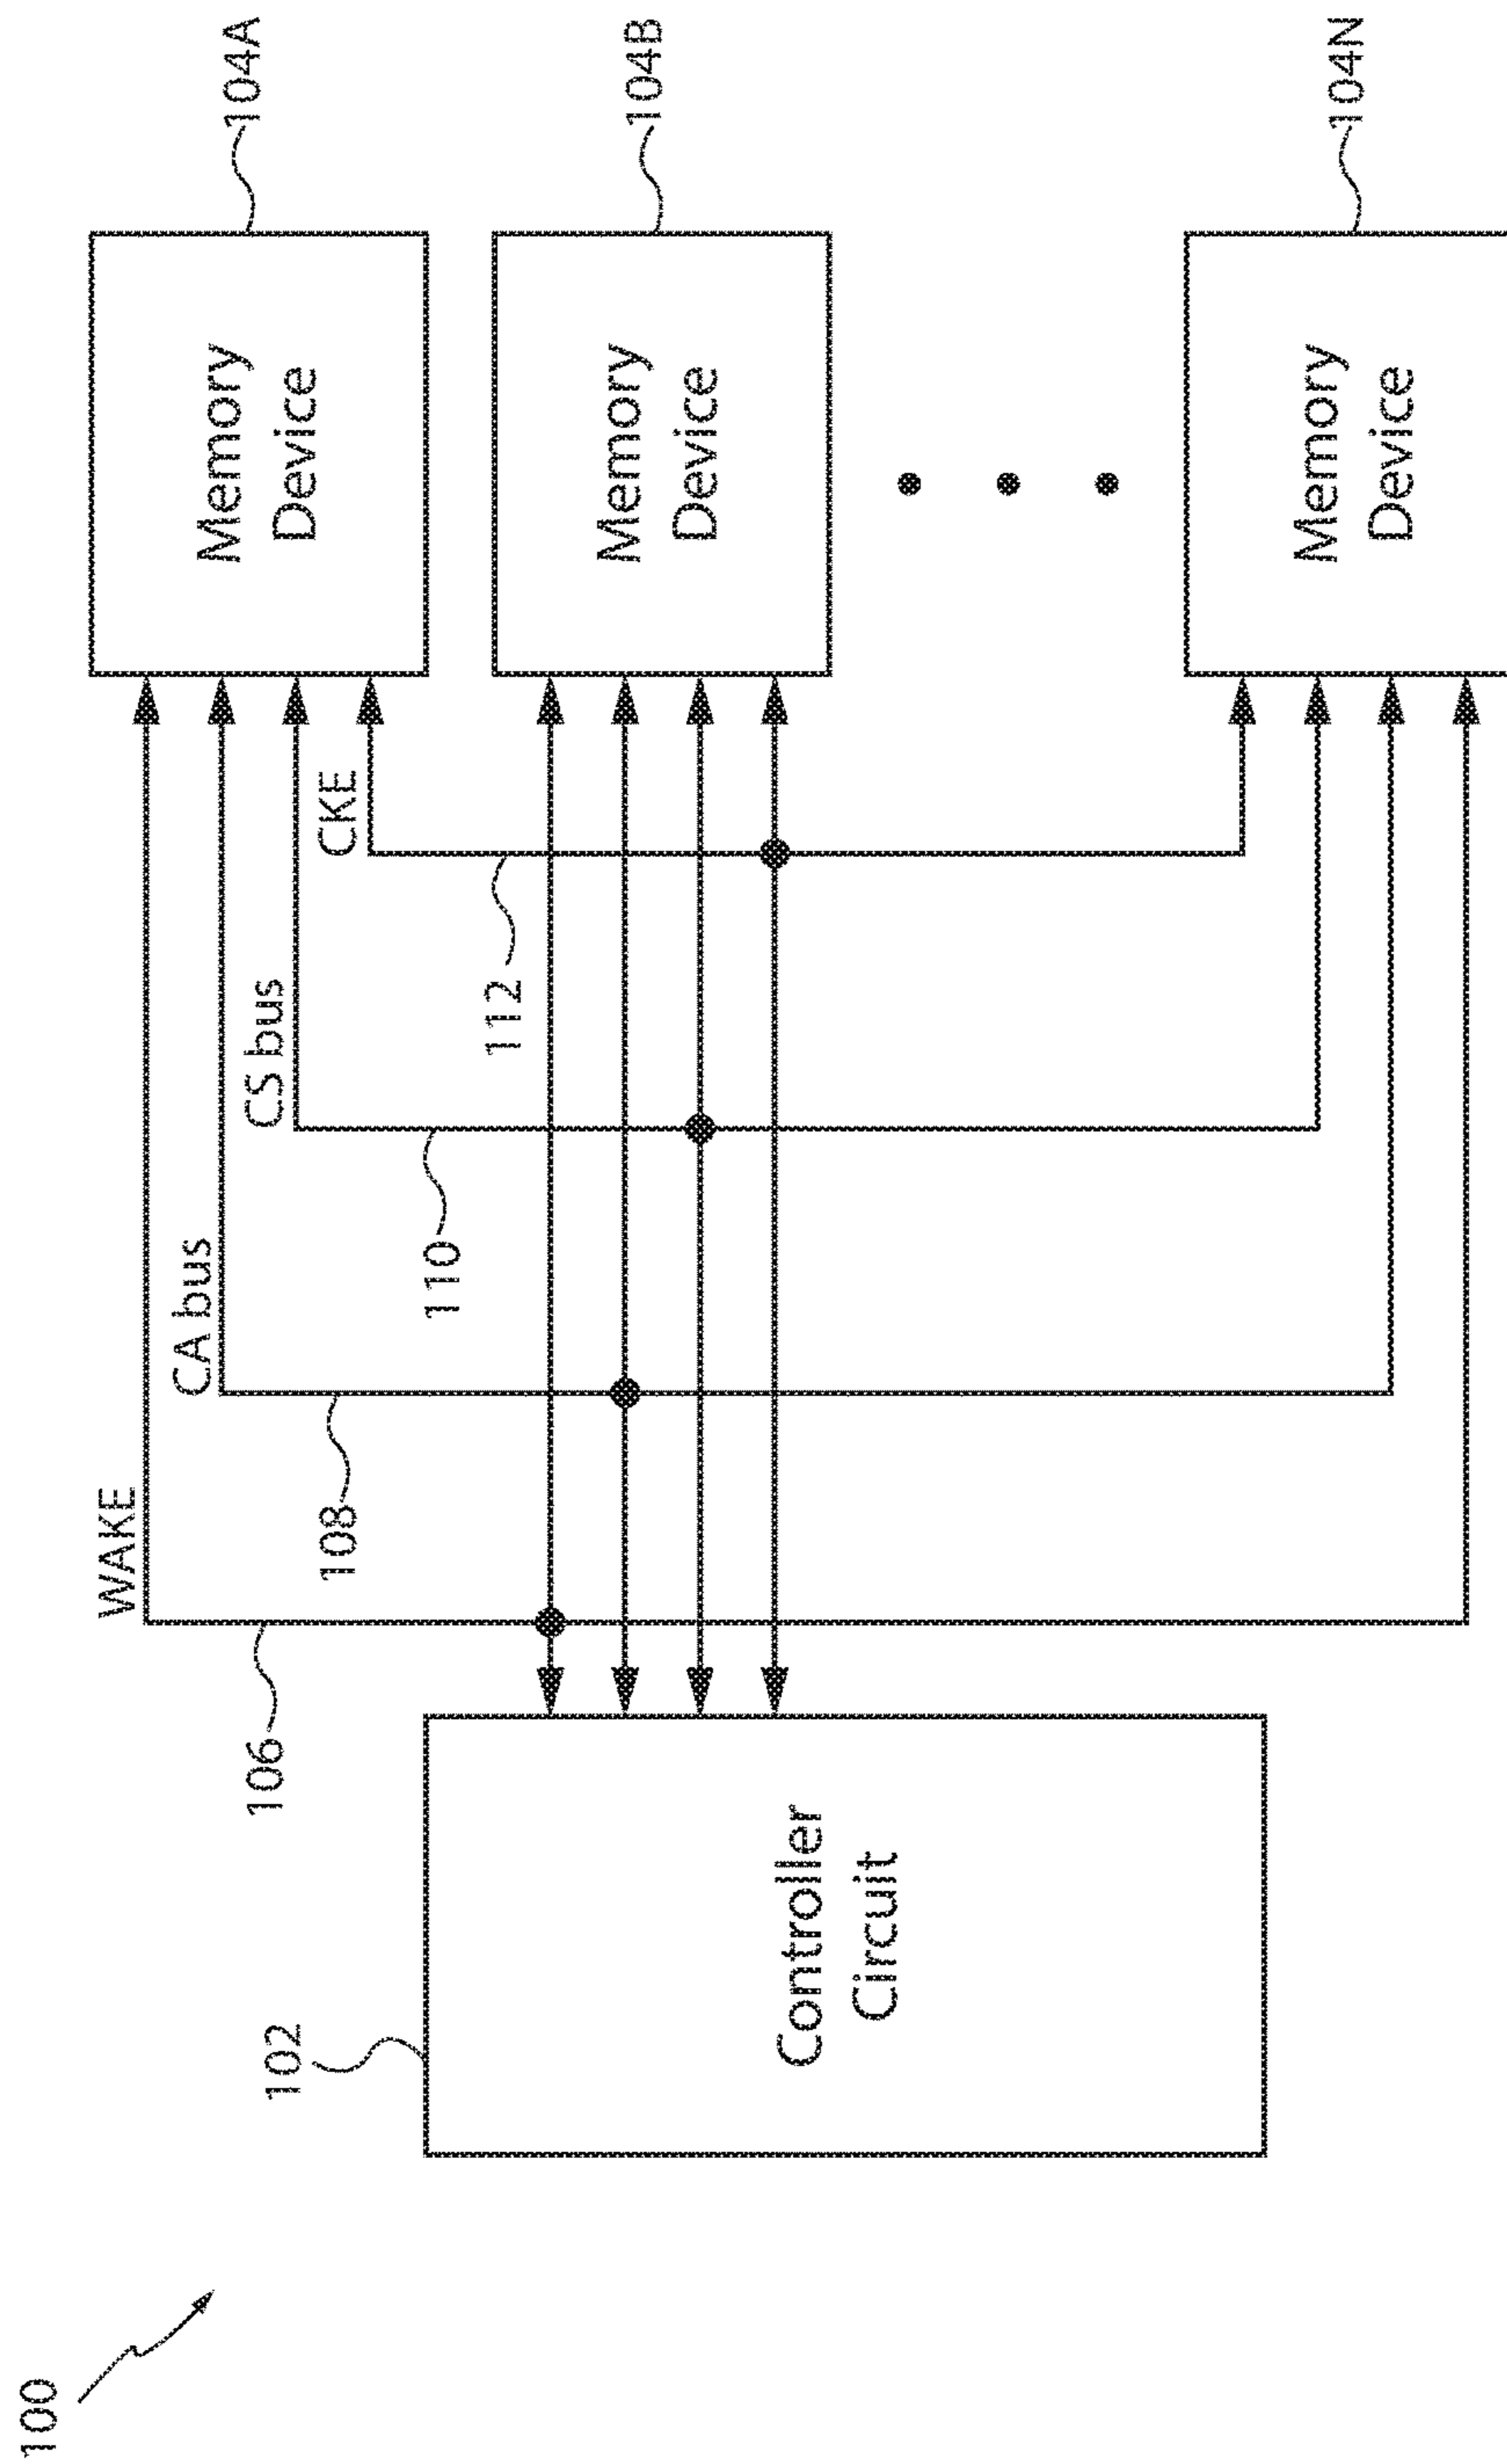 100
102
Controller
Circuit
106
WAKE
108
CA bus
110
CS bus
112
CKE
Memory
Device
104A
Memory
Device
104B
Memory
Device
104N